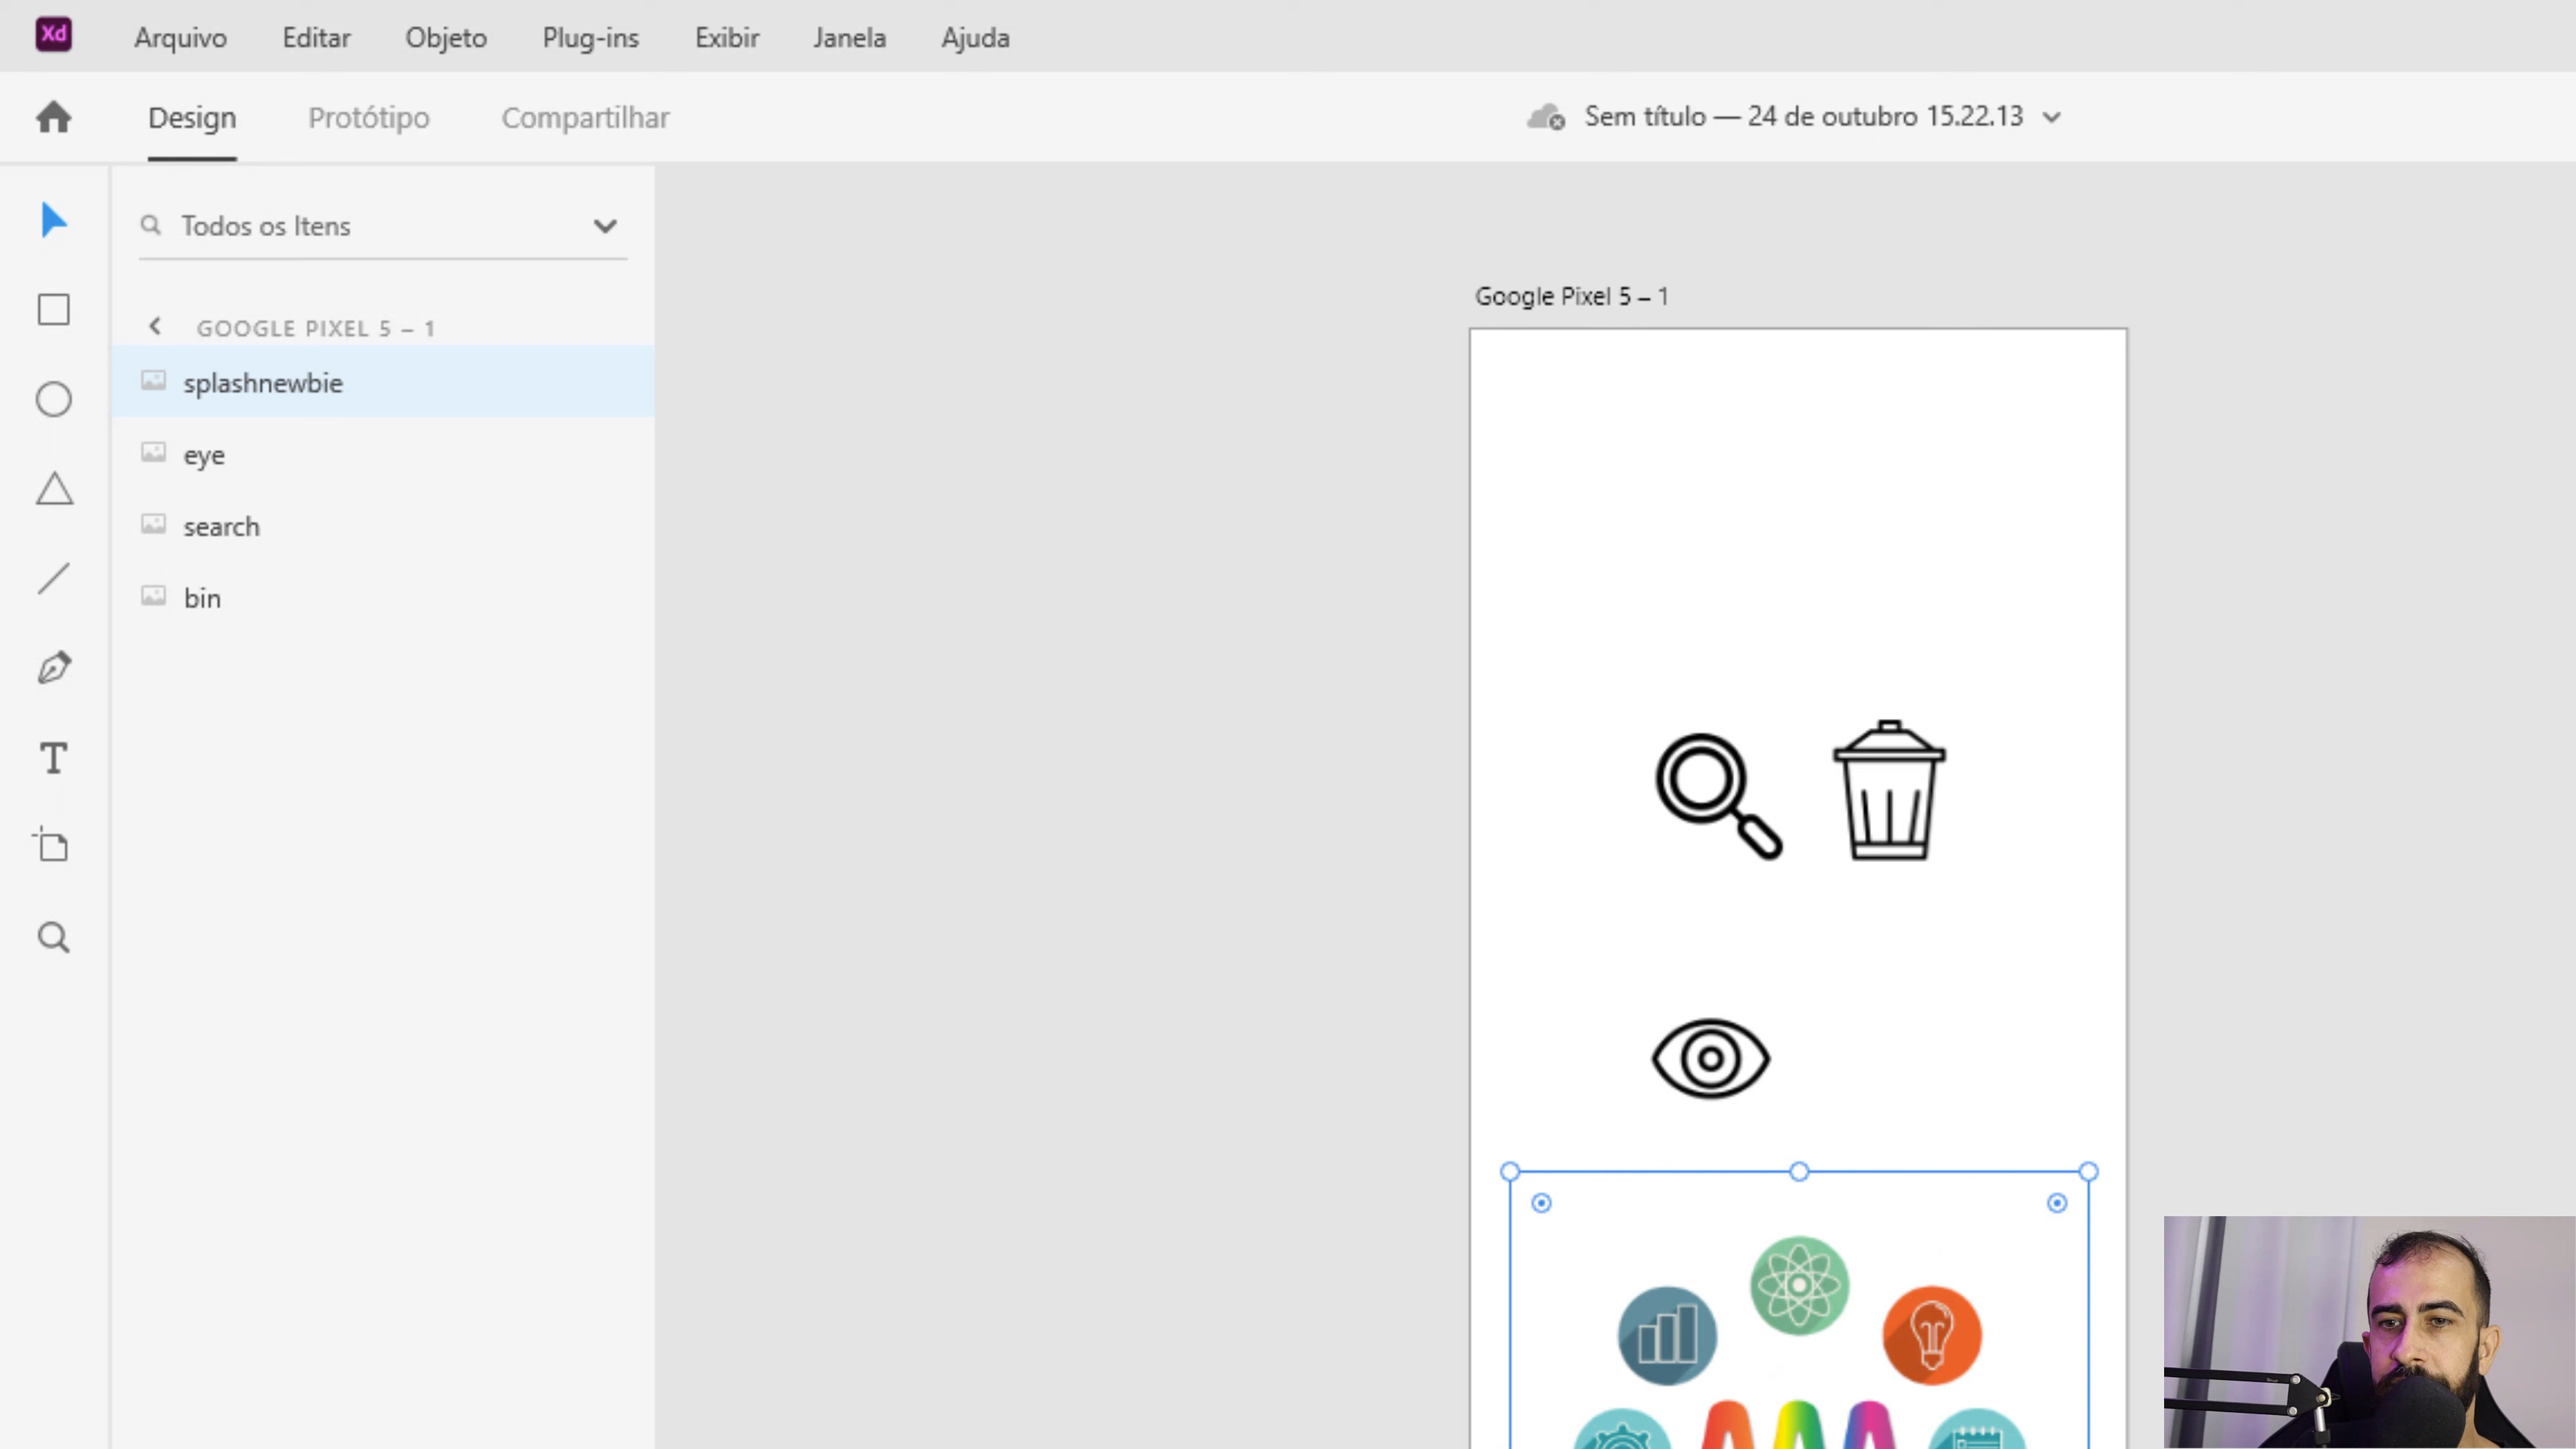 Xd Arquivo Editar Objeto Plug-ins Exibir Janela Ajuda
Design Protótipo Compartilhar Sem título — 24 de outubro 15.22.13
Todos os Itens
GOOGLE PIXEL 5 – 1
splashnewbie
eye
search
bin
T
Google Pixel 5 – 1